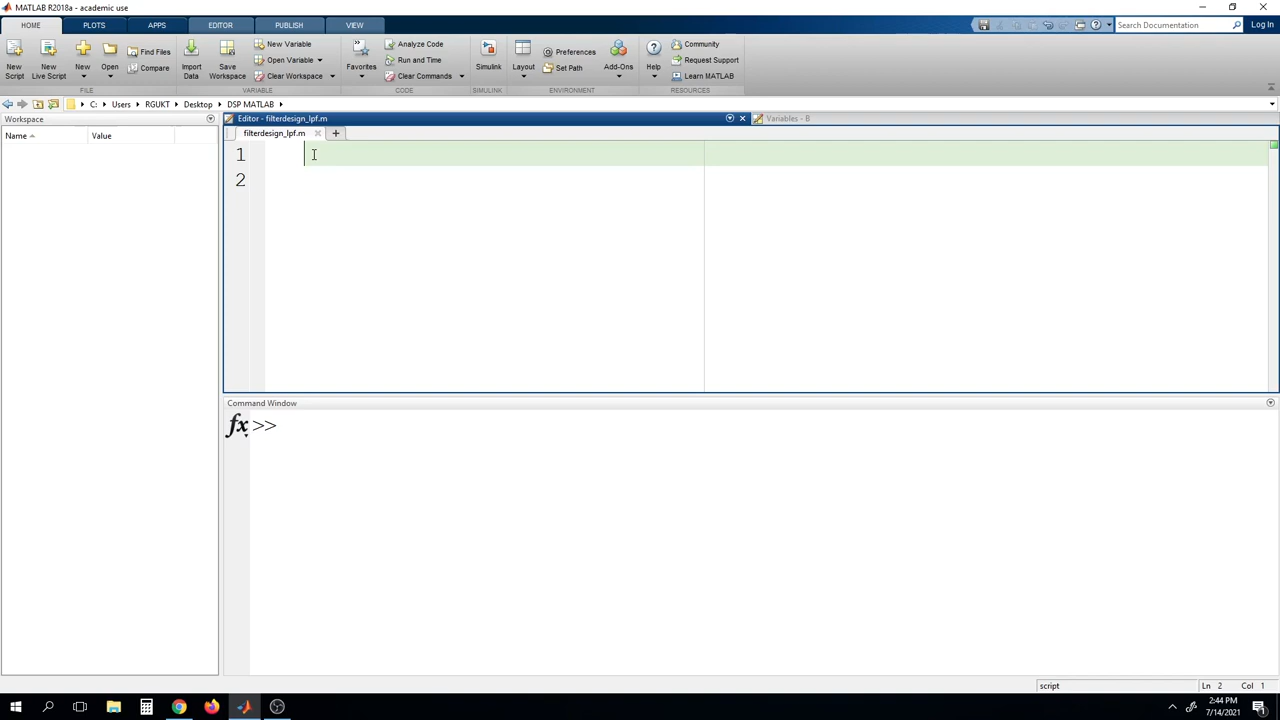 MATLAB R2018a - academic use
HOME PLOTS APPS EDITOR PUBLISH VIEW
Search Documentation Log In
New Script
New Live Script
New
Open
Find Files
Compare
Import Data
Save Workspace
New Variable
Open Variable
Clear Workspace
Favorites
Analyze Code
Run and Time
Clear Commands
Simulink
Layout
Preferences
Set Path
Add-Ons
Help
Community
Request Support
Learn MATLAB
FILE VARIABLE CODE SIMULINK ENVIRONMENT RESOURCES
C: Users RGUKT Desktop DSP MATLAB
Workspace
Name Value
Editor - filterdesign_lpf.m
Variables - B
filterdesign_lpf.m
1
2
Command Window
fx >>
script
Ln 2 Col 1
2:44 PM
7/14/2021